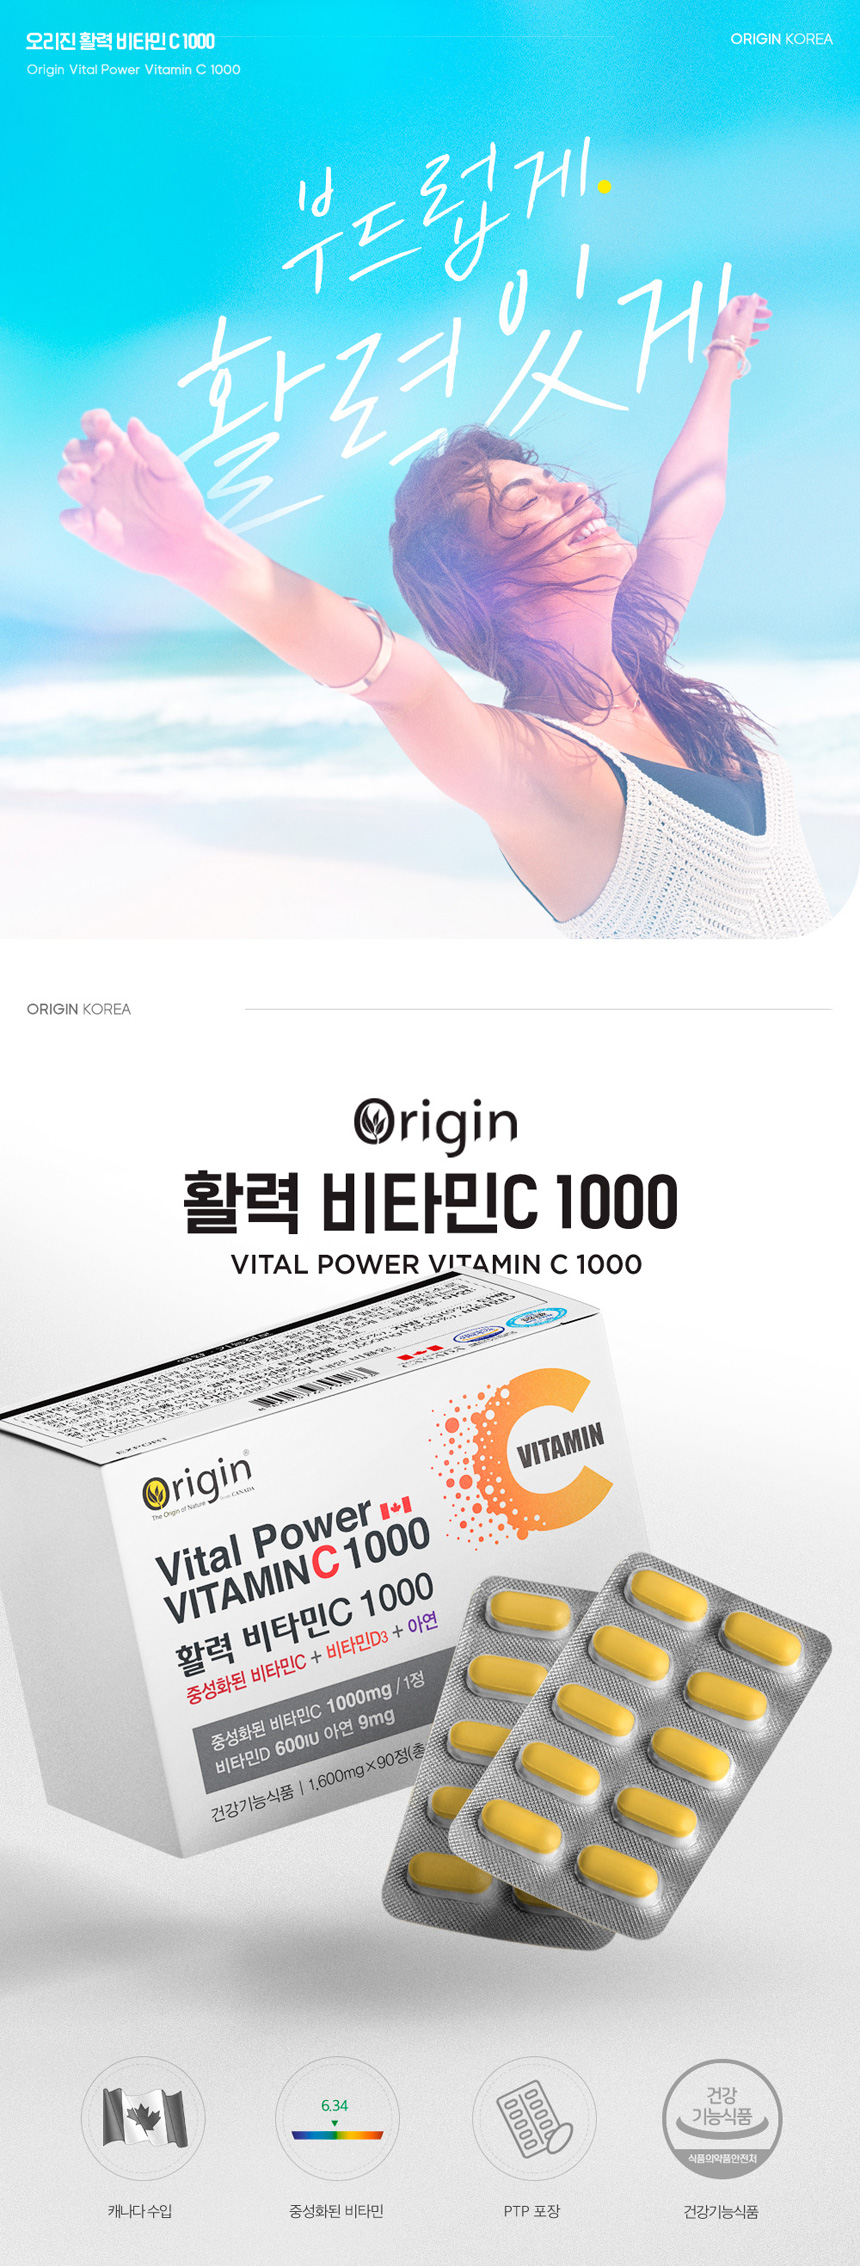 오리진 활력 비타민 C 1000
ORIGIN KOREA
Origin Vital Power Vitamin C 1000
부드럽게.
활력있게
ORIGIN KOREA
Origin
활력 비타민C 1000
VITAL POWER VITAMIN C 1000
EXPORT
Origin
The Origin of Nature from CANADA
VITAMIN
Vital Power
VITAMIN C 1000
활력 비타민C 1000
중성화된 비타민C + 비타민D3 + 아연
중성화된 비타민C 1000mg / 1정
비타민D 600IU 아연 9mg
건강기능식품 | 1,600mg×90정(총
6.34
건강
기능식품
식품의약품안전처
캐나다 수입
중성화된 비타민
PTP 포장
건강기능식품